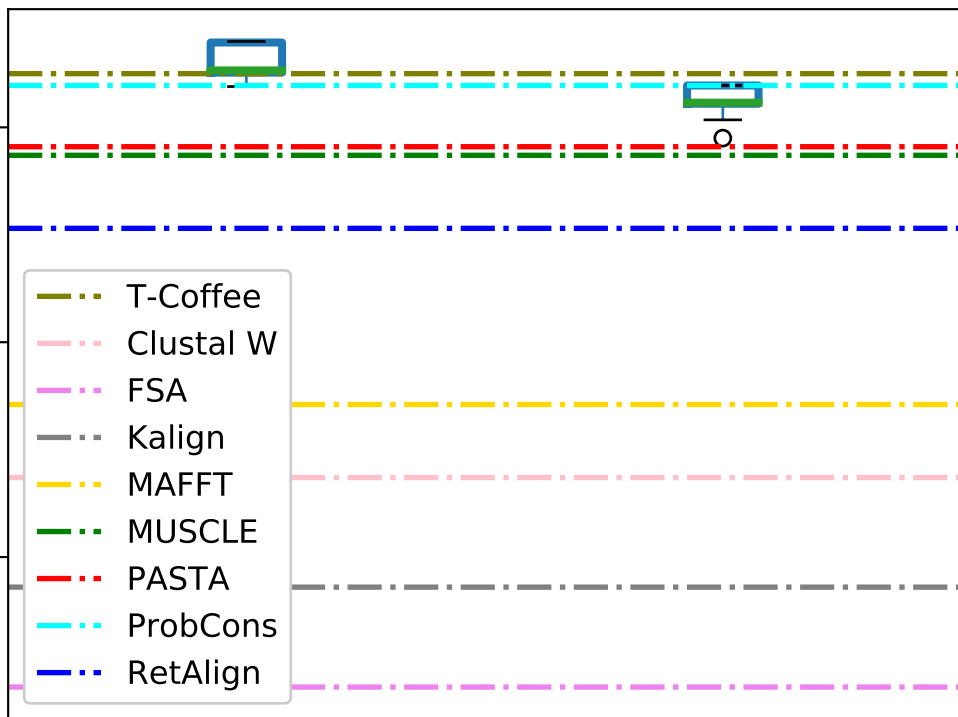 T-Coffee
Clustal W
FSA
Kalign
MAFFT
MUSCLE
PASTA
ProbCons
RetAlign